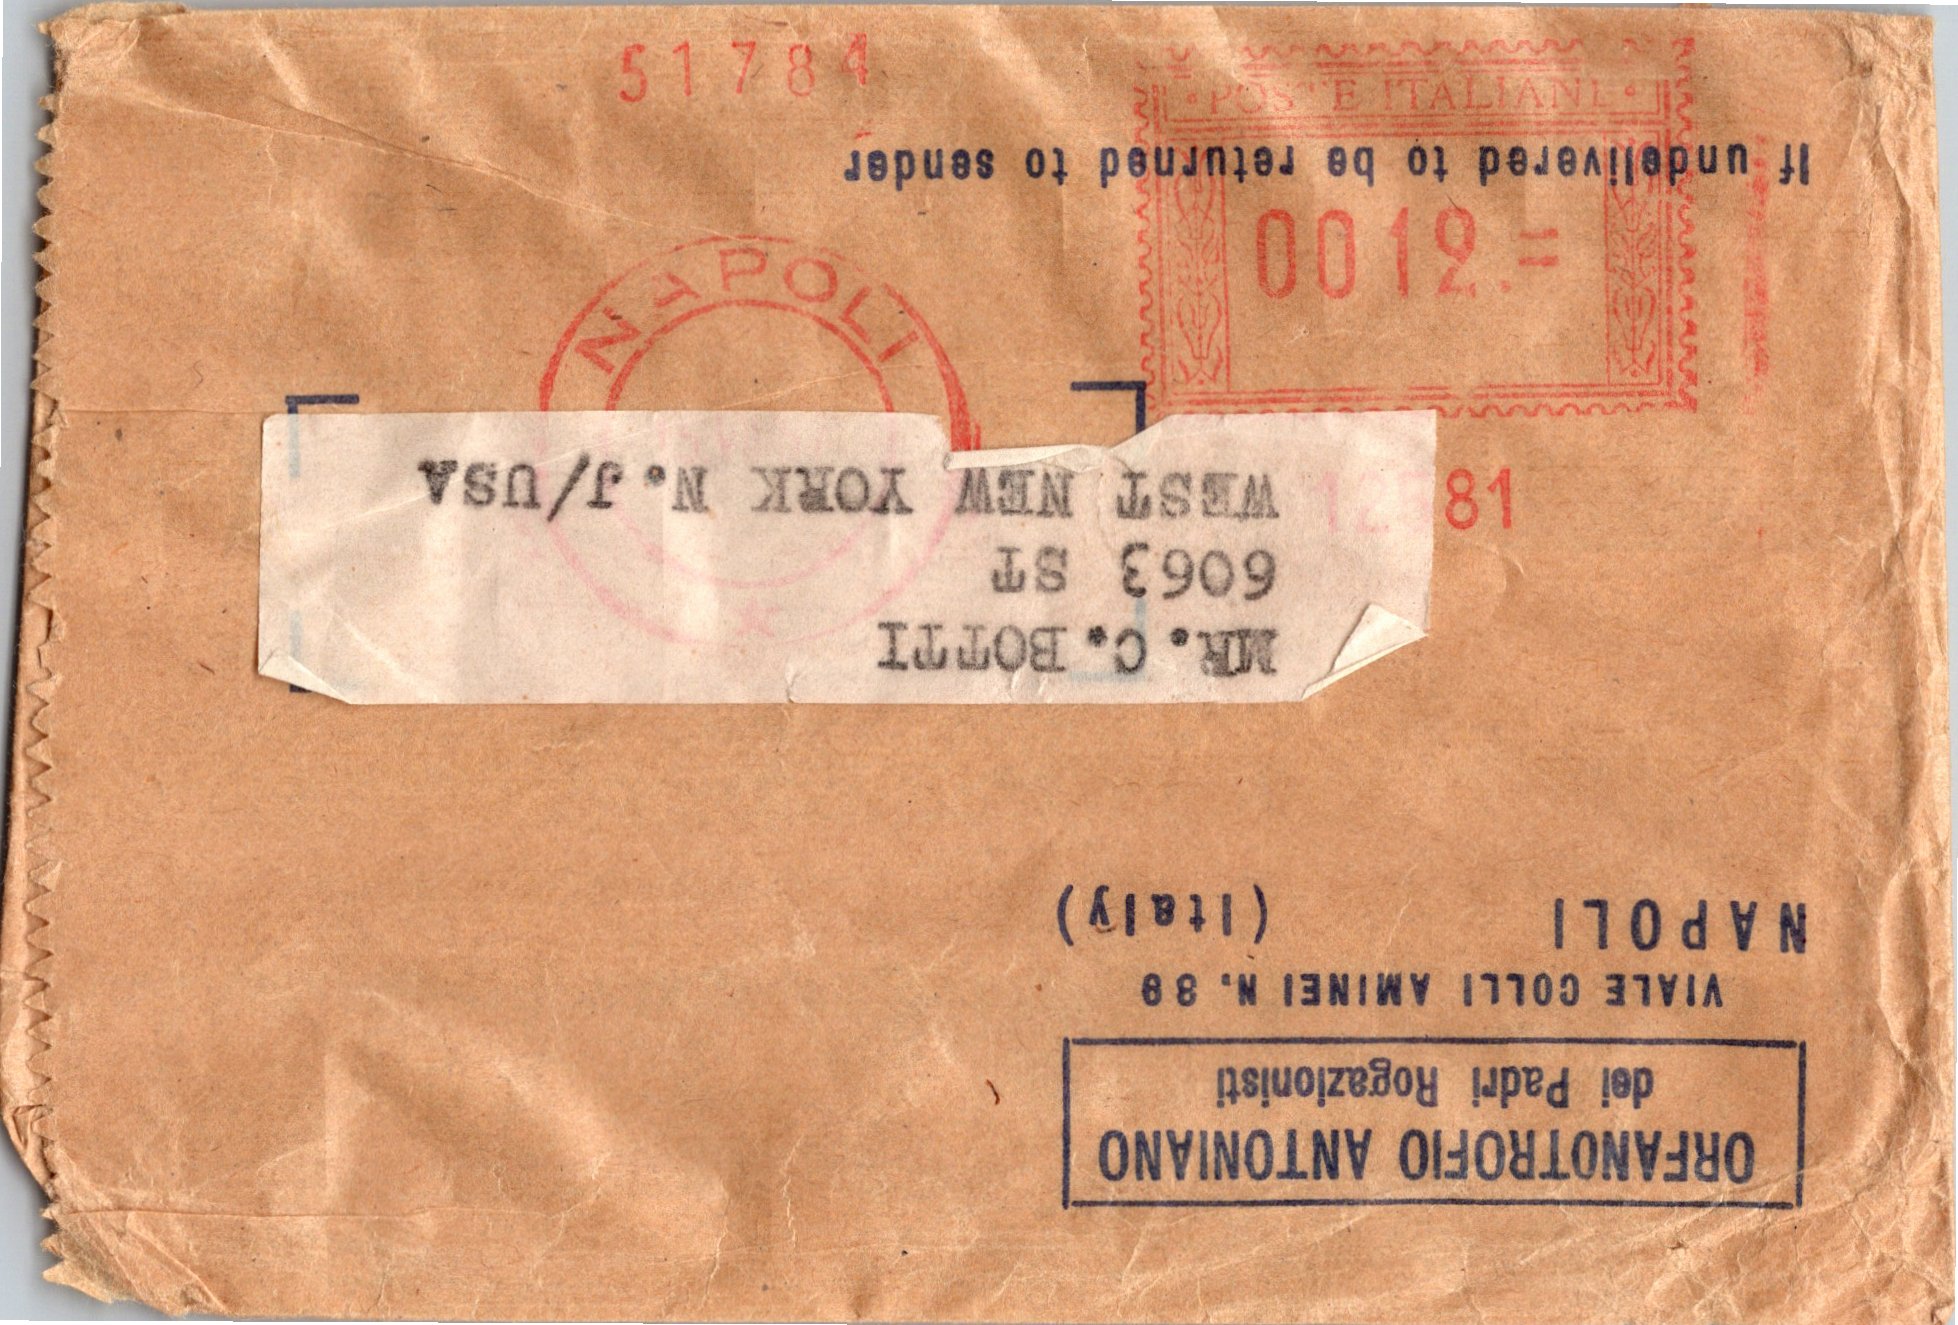 51784
• POSTE ITALIANE •
0012.=
NAPOLI
81
ORFANOTROFIO ANTONIANO
dei Padri Rogazionisti
VIALE COLLI AMINEI N.
NAPOLI (Italy)
MR. C. BOTTI
6063 ST
WEST NEW YORK N.J/USA
If undelivered to be returned to sender